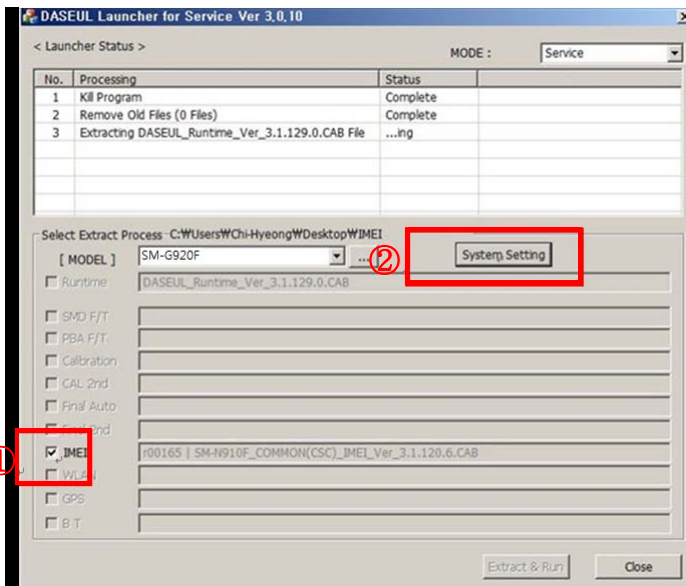 DASEUL Launcher for Service Ver 3,0,10
< Launcher Status >
MODE :
Service
No. Processing Status
1 Kill Program Complete
2 Remove Old Files (0 Files) Complete
3 Extracting DASEUL_Runtime_Ver_3.1.129.0.CAB File ...ing
Select Extract Process C:₩Users₩Chi-Hyeong₩Desktop₩IMEI
[ MODEL ] SM-G920F ... ② System Setting
Runtime DASEUL_Runtime_Ver_3.1.129.0.CAB
SMD F/T
PBA F/T
Calibration
CAL 2nd
Final Auto
Final 2nd
① IMEI r00165 | SM-N910F_COMMON(CSC)_IMEI_Ver_3.1.120.6.CAB
WLAN
GPS
B T
Extract & Run Close